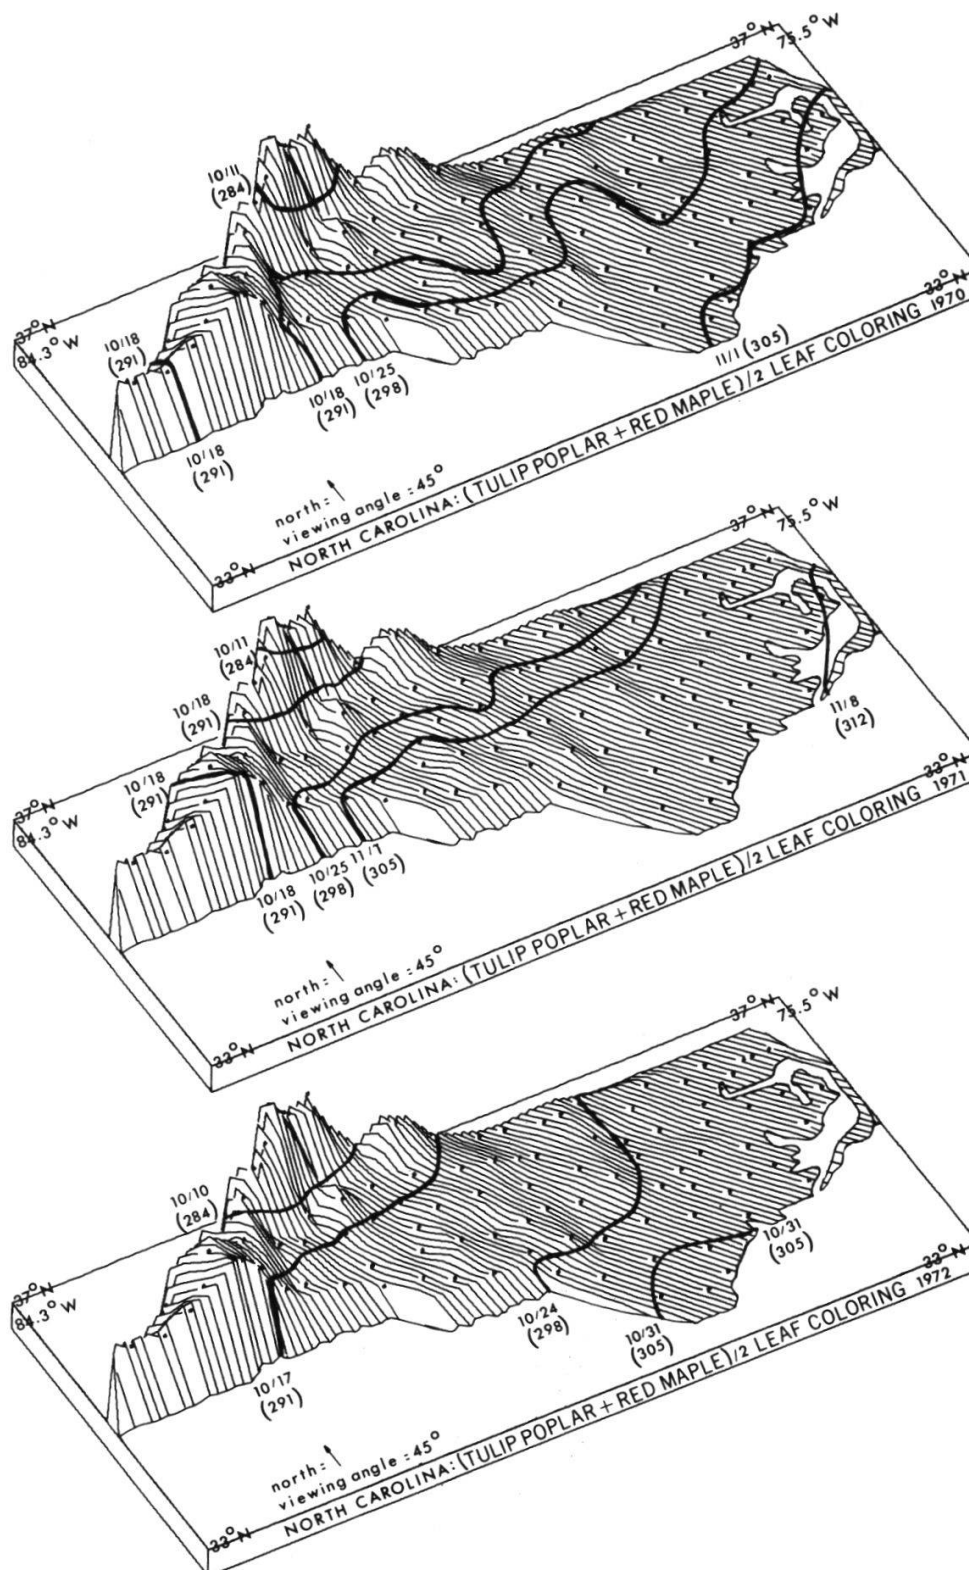 37° N
75.5° W
10/11
(284)
37° N
84.3° W
10/18
(291)
10/18
(291)
10/18
(291)
10/25
(298)
11/1 (305)
33° N
north:
viewing angle : 45°
33° N
NORTH CAROLINA: (TULIP POPLAR + RED MAPLE)/2 LEAF COLORING 1970
37° N
75.5° W
10/11
(284)
10/18
(291)
10/18
(291)
37° N
84.3° W
11/8
(312)
10/18
(291)
10/25
(298)
11/1
(305)
33° N
north:
viewing angle : 45°
33° N
NORTH CAROLINA: (TULIP POPLAR + RED MAPLE)/2 LEAF COLORING 1971
37° N
75.5° W
10/10
(284)
37° N
84.3° W
10/31
(305)
10/24
(298)
10/31
(305)
10/17
(291)
33° N
north:
viewing angle : 45°
33° N
NORTH CAROLINA: (TULIP POPLAR + RED MAPLE)/2 LEAF COLORING 1972